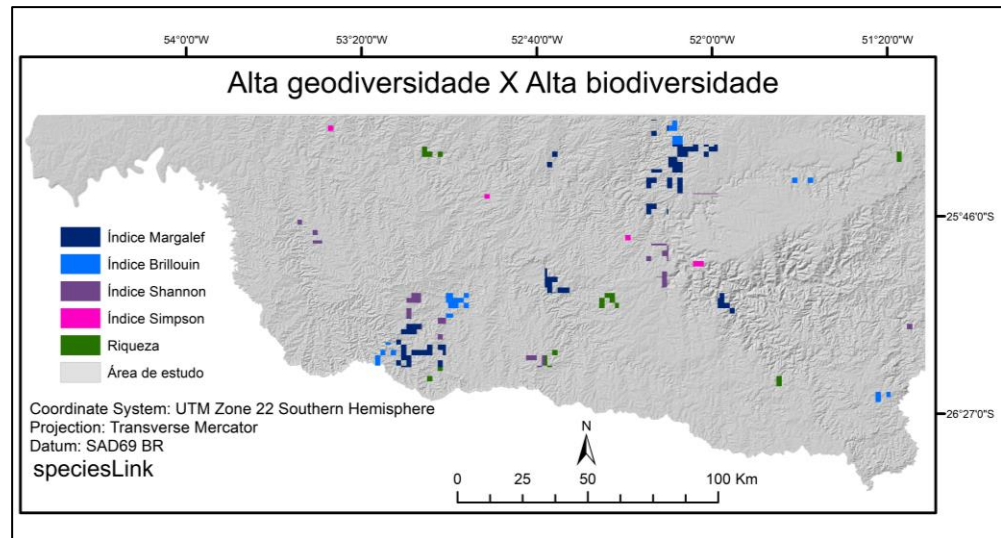 54°0'0"W 53°20'0"W 52°40'0"W 52°0'0"W 51°20'0"W
Alta geodiversidade X Alta biodiversidade
25°46'0"S
Índice Margalef
Índice Brillouin
Índice Shannon
Índice Simpson
Riqueza
Área de estudo
26°27'0"S
Coordinate System: UTM Zone 22 Southern Hemisphere
Projection: Transverse Mercator
Datum: SAD69 BR
speciesLink
N
0 25 50 100 Km